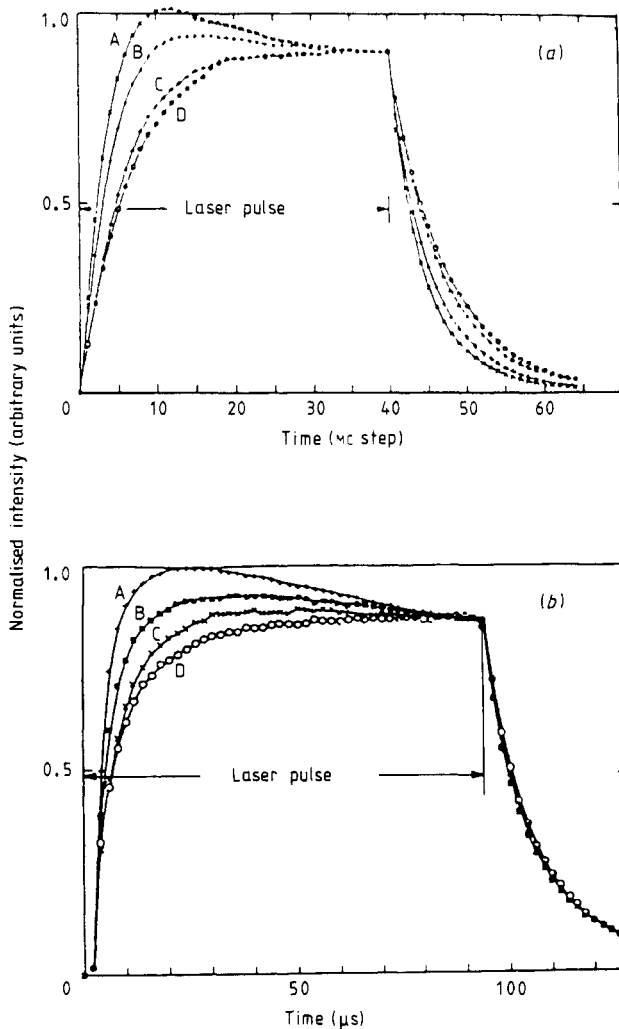 Normalised intensity (arbitrary units)
1.0
A
B
(a)
C
D
0.5
Laser pulse
0 10 20 30 40 50 60
Time (MC step)
1.0
A
(b)
B
C
D
0.5
Laser pulse
0 50 100
Time (µs)